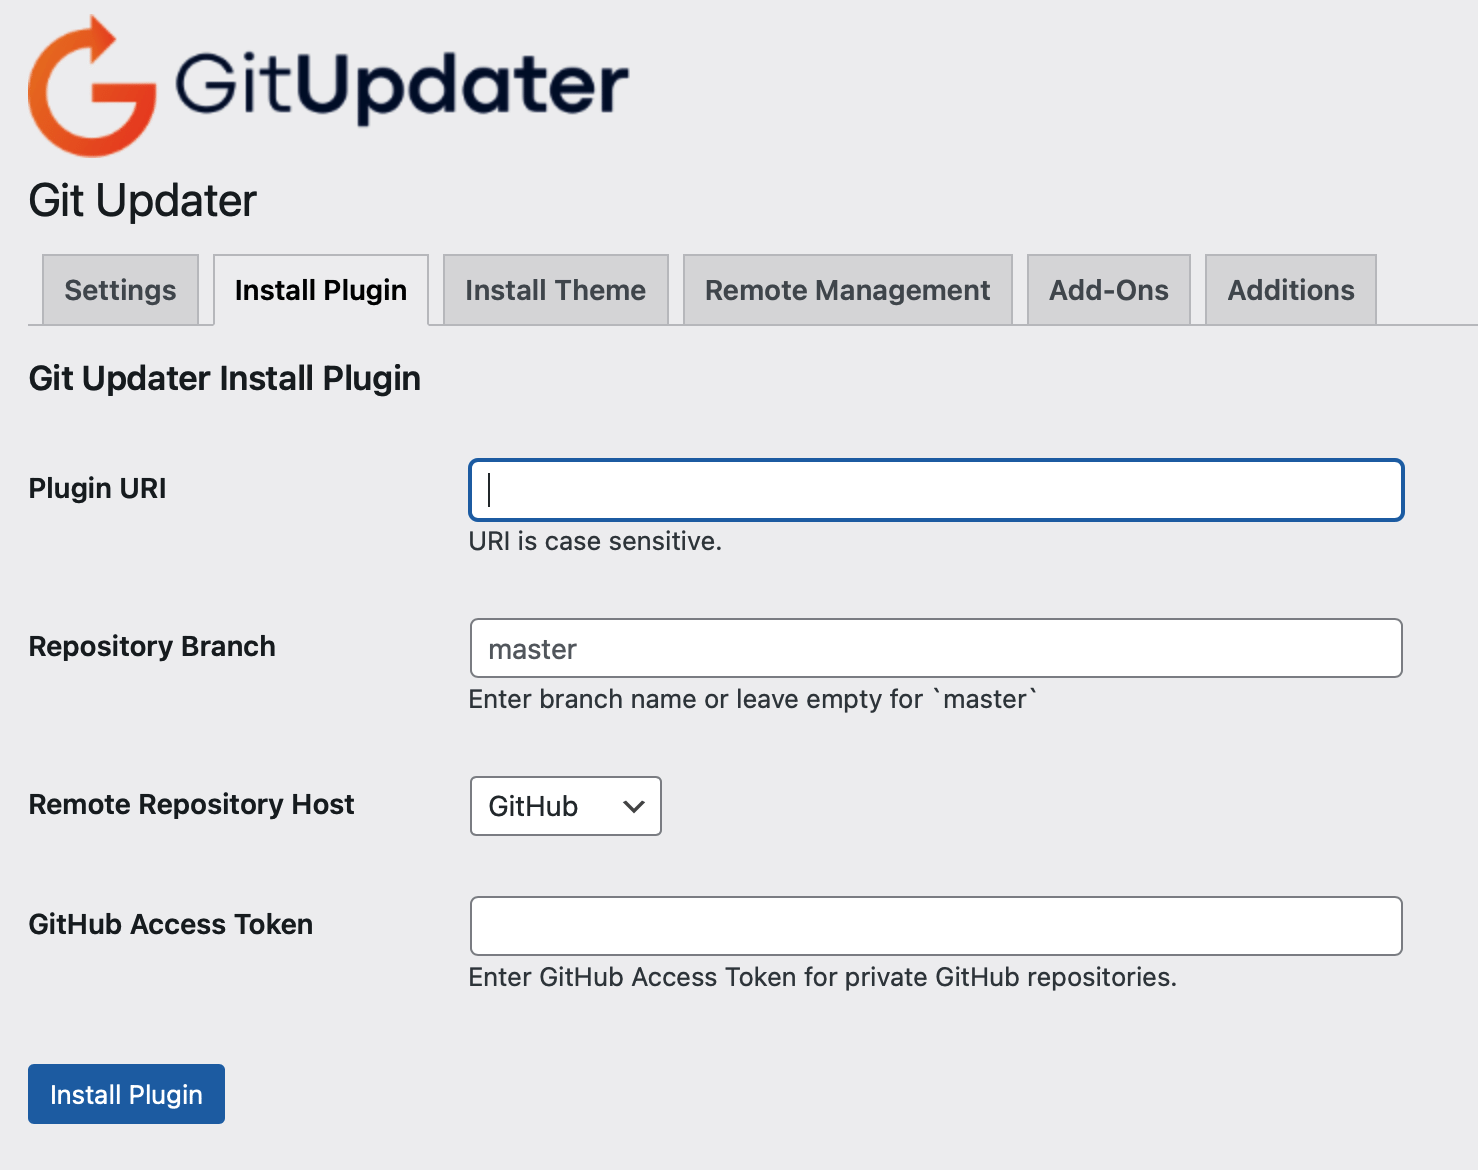 GitUpdater
Git Updater
Settings Install Plugin Install Theme Remote Management Add-Ons Additions
Git Updater Install Plugin
Plugin URI
URI is case sensitive.
Repository Branch master
Enter branch name or leave empty for `master`
Remote Repository Host GitHub
GitHub Access Token
Enter GitHub Access Token for private GitHub repositories.
Install Plugin